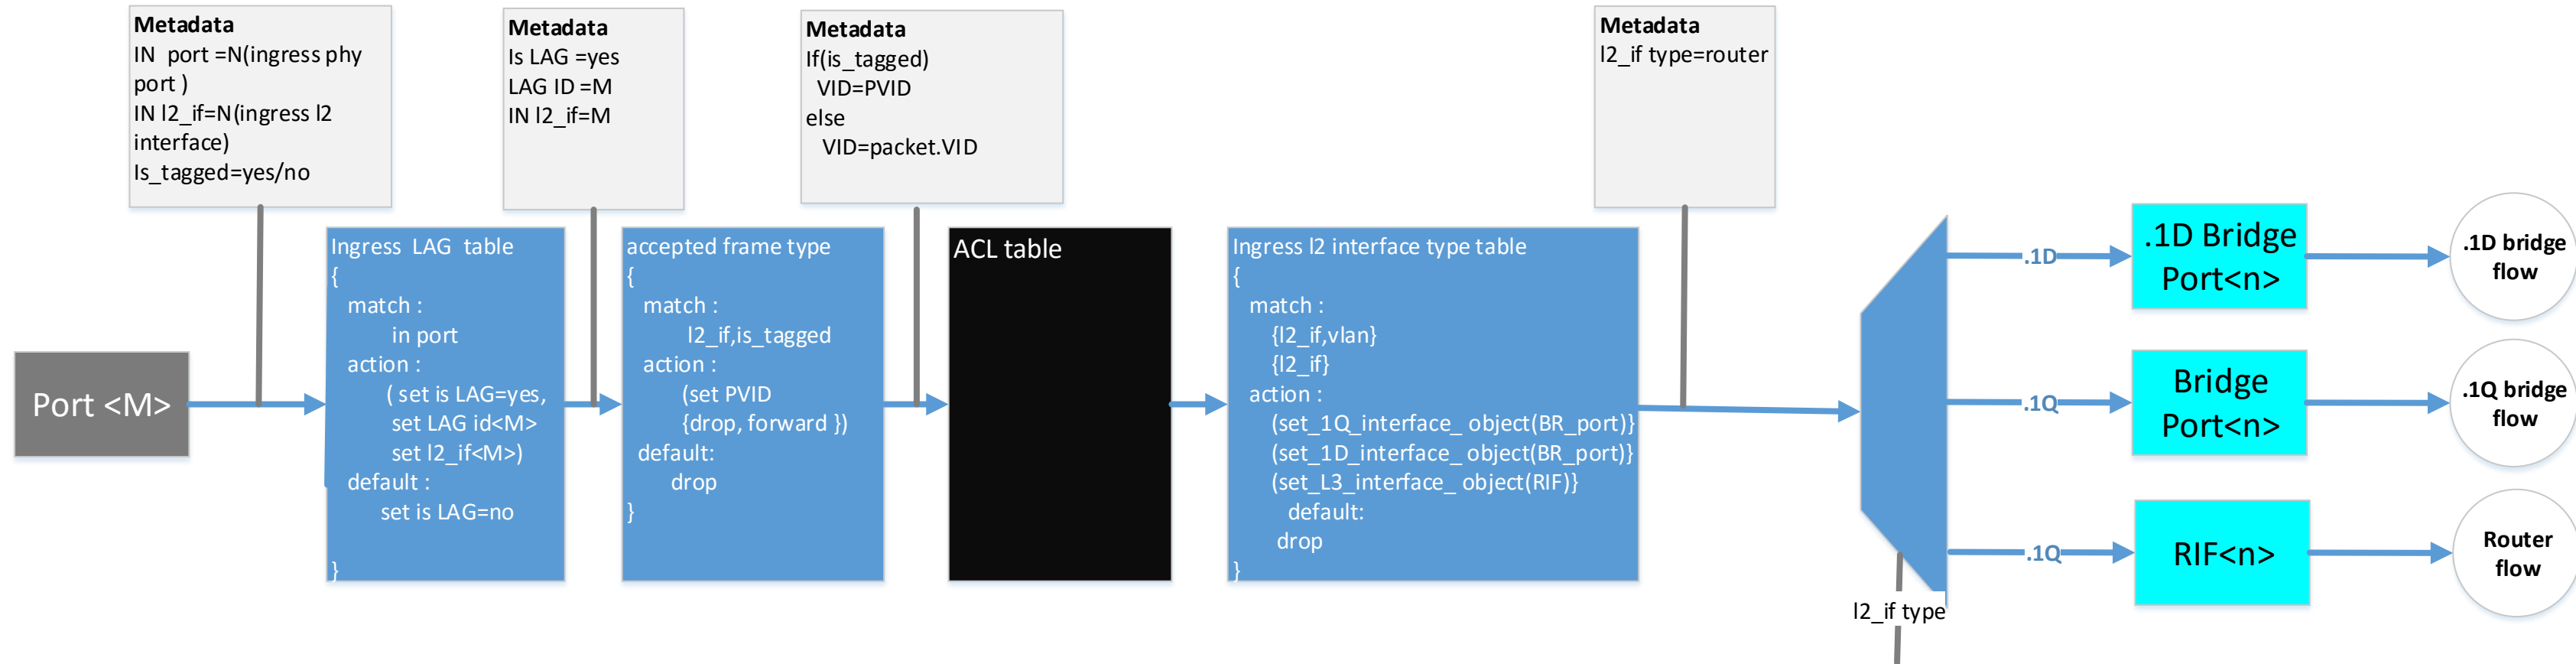 Metadata
IN port =N(ingress phy
port )
IN l2_if=N(ingress l2
interface)
Is_tagged=yes/no
Metadata
Is LAG =yes
LAG ID =M
IN l2_if=M
Metadata
If(is_tagged)
VID=PVID
else
VID=packet.VID
Metadata
l2_if type=router
Port <M>
Ingress LAG table
{
match :
in port
action :
( set is LAG=yes,
set LAG id<M>
set l2_if<M>)
default :
set is LAG=no
}
accepted frame type
{
match :
l2_if,is_tagged
action :
(set PVID
{drop, forward })
default:
drop
}
ACL table
Ingress l2 interface type table
{
match :
{l2_if,vlan}
{l2_if}
action :
(set_1Q_interface_ object(BR_port)}
(set_1D_interface_ object(BR_port)}
(set_L3_interface_ object(RIF)}
default:
drop
}
l2_if type
.1D
.1D Bridge
Port<n>
.1D bridge
flow
.1Q
Bridge
Port<n>
.1Q bridge
flow
.1Q
RIF<n>
Router
flow